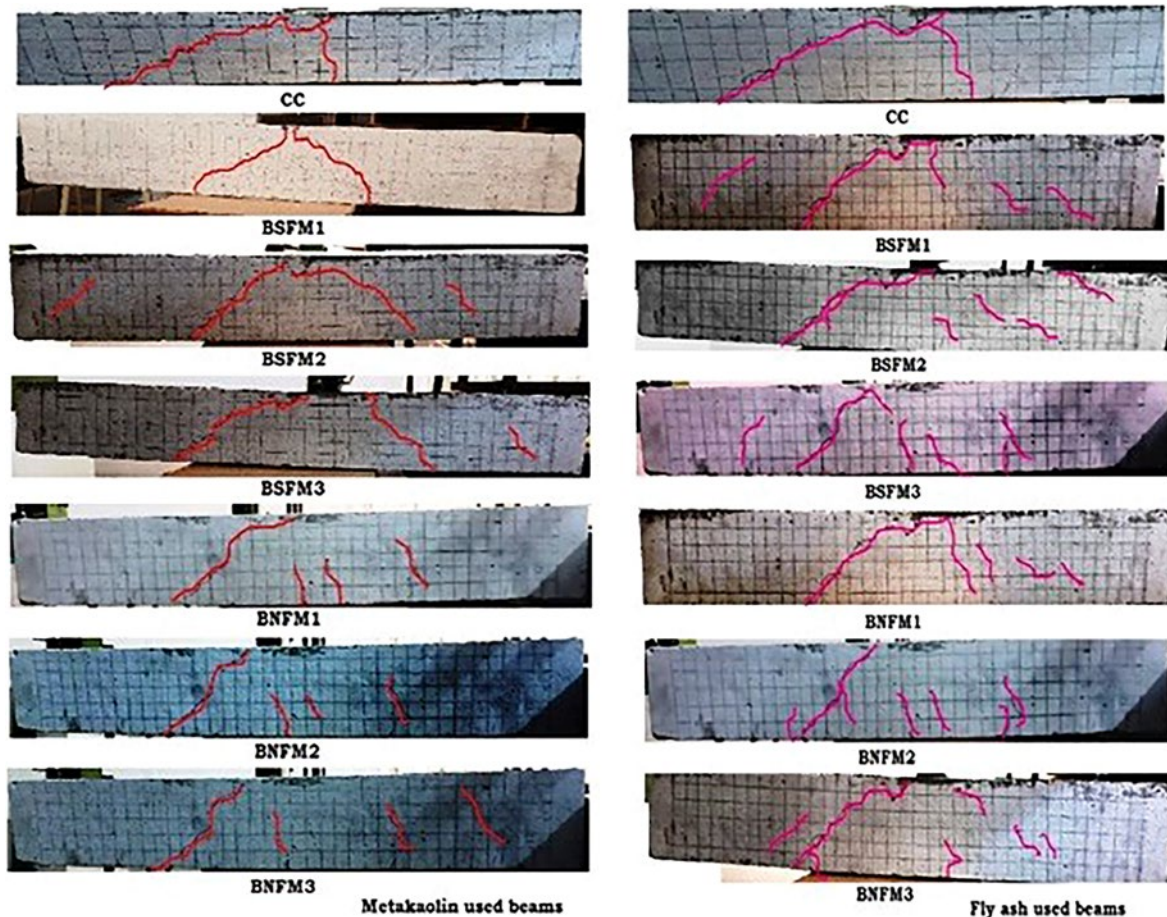 CC
BSFM1
BSFM2
BSFM3
BNFM1
BNFM2
BNFM3
Metakaolin used beams
CC
BSFM1
BSFM2
BSFM3
BNFM1
BNFM2
BNFM3
Fly ash used beams